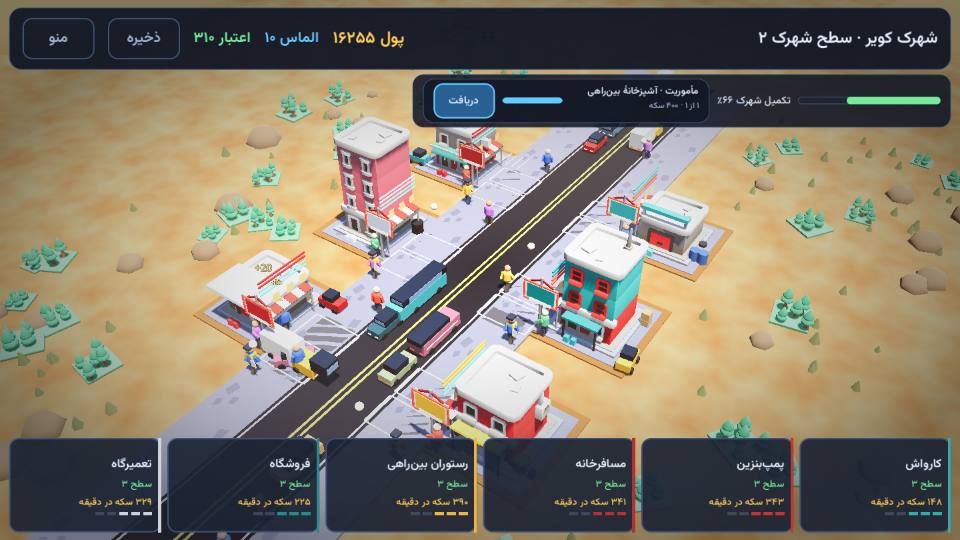 شهرک کویر · سطح شهرک ۲
پول ۱۶۲۵۵
الماس ۱۰
اعتبار ۳۱۰
ذخیره
منو
تکمیل شهرک ۶۶٪
مأموریت · آشپزخانهٔ بین‌راهی
۱ از ۱ · ۴۰۰ سکه
دریافت
+20
کارواش
سطح ۳
۱۴۸ سکه در دقیقه
پمپ‌بنزین
سطح ۳
۳۴۳ سکه در دقیقه
مسافرخانه
سطح ۳
۳۴۱ سکه در دقیقه
رستوران بین‌راهی
سطح ۳
۳۹۰ سکه در دقیقه
فروشگاه
سطح ۳
۲۲۵ سکه در دقیقه
تعمیرگاه
سطح ۳
۳۲۹ سکه در دقیقه